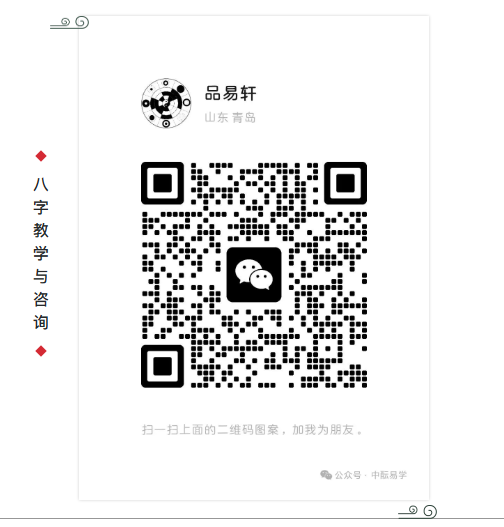 品易轩
山东 青岛
八字教学与咨询
扫一扫上面的二维码图案，加我为朋友。
公众号 · 中酝易学